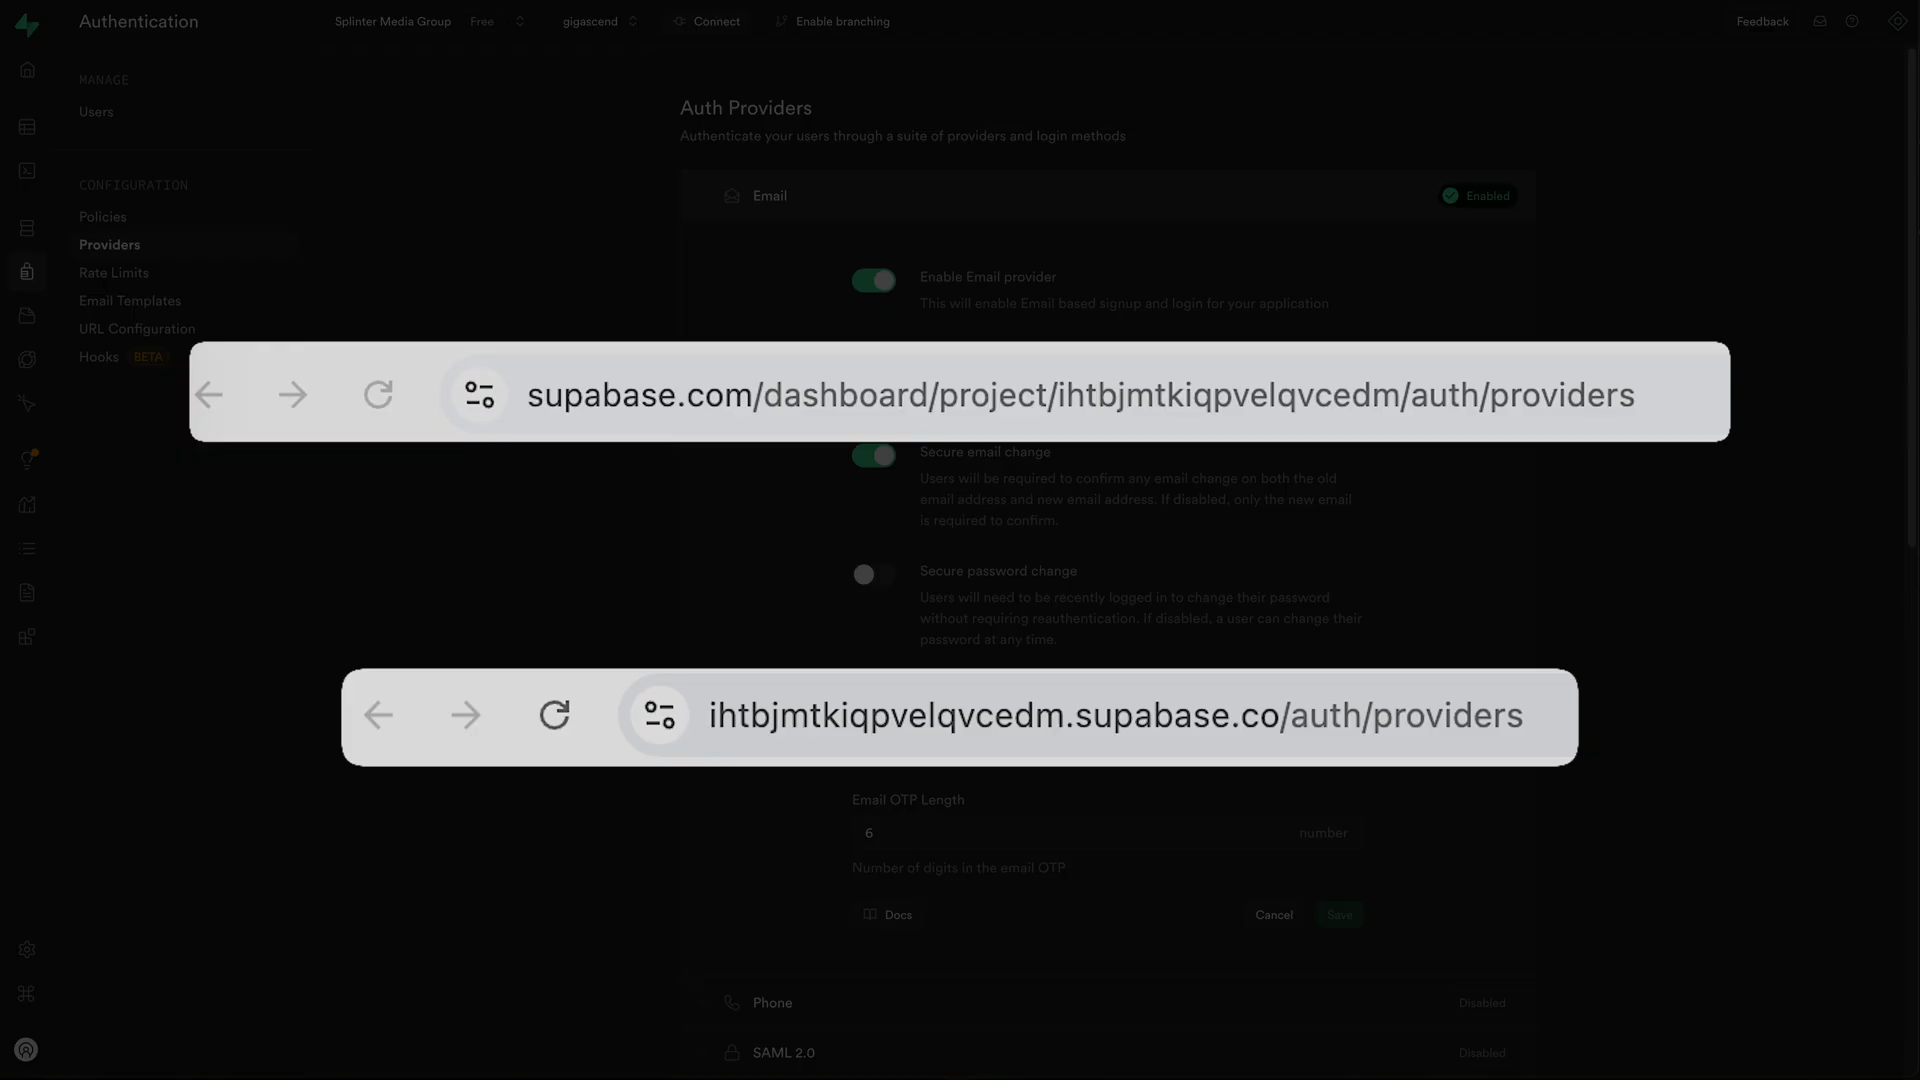 Authentication
Splinter Media Group Free gigascend Connect Enable branching Feedback
MANAGE
Users
CONFIGURATION
Policies
Providers
Rate Limits
Email Templates
URL Configuration
Hooks BETA
Auth Providers
Authenticate your users through a suite of providers and login methods
Email Enabled
Enable Email provider
This will enable Email based signup and login for your application
supabase.com/dashboard/project/ihtbjmtkiqpvelqvcedm/auth/providers
Secure email change
Users will be required to confirm any email change on both the old
email address and new email address. If disabled, only the new email
is required to confirm.
Secure password change
Users will need to be recently logged in to change their password
without requiring reauthentication. If disabled, a user can change their
password at any time.
ihtbjmtkiqpvelqvcedm.supabase.co/auth/providers
Email OTP Length
6 number
Number of digits in the email OTP
Docs Cancel Save
Phone Disabled
SAML 2.0 Disabled